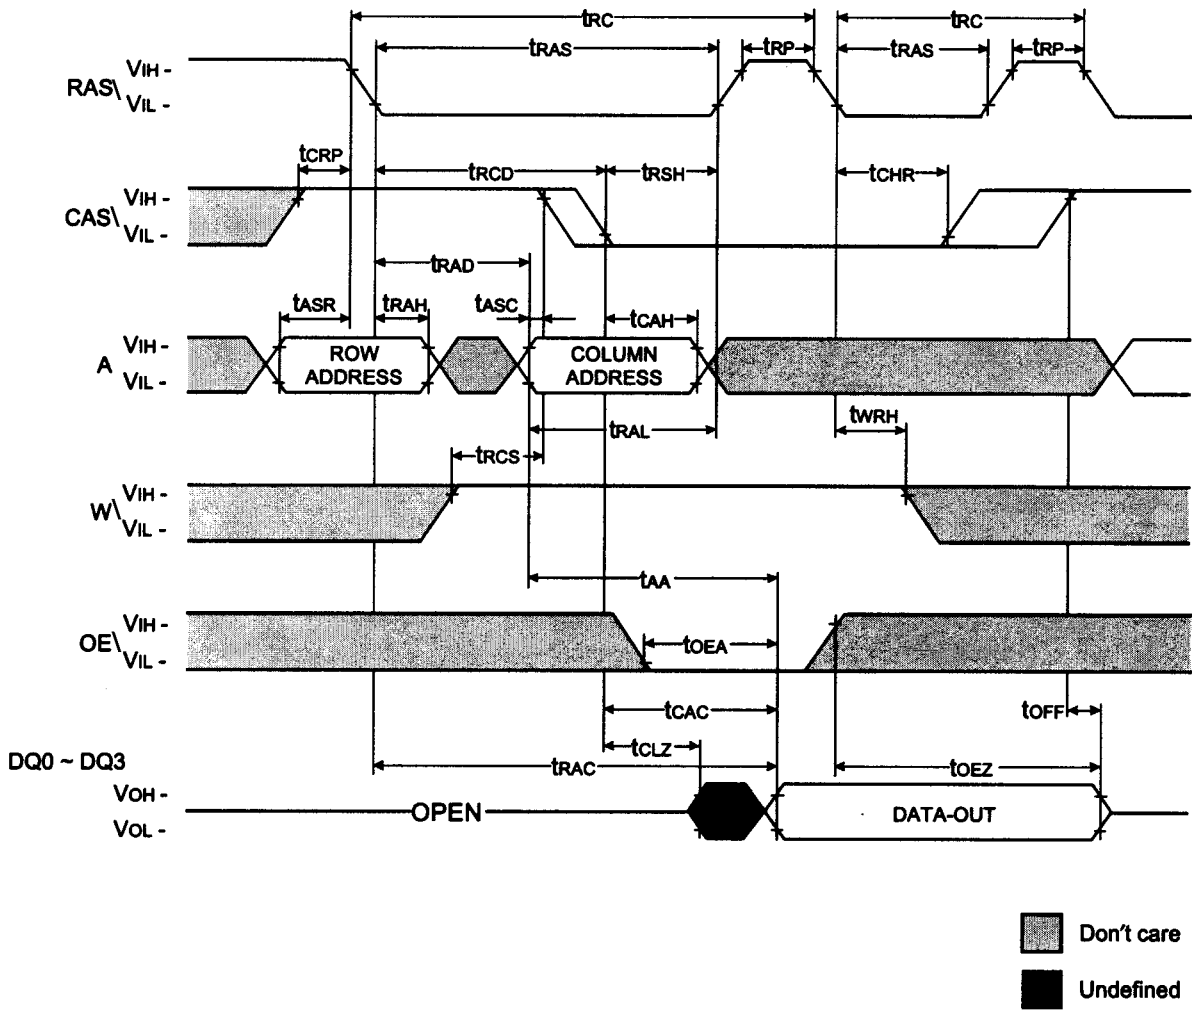 tRC tRC
tRAS tRP tRAS tRP
RAS\ VIH -
VIL -
tCRP tRCD tRSH tCHR
CAS\ VIH -
VIL -
tRAD
tASR tRAH tASC tCAH
A VIH -
VIL -
ROW
ADDRESS
COLUMN
ADDRESS
tWRH
tRAL
tRCS
W\ VIH -
VIL -
tAA
OE\ VIH -
VIL -
tOEA
tCAC tOFF
tCLZ
DQ0 ~ DQ3 tRAC tOEZ
VOH -
VOL -
OPEN DATA-OUT
Don't care
Undefined